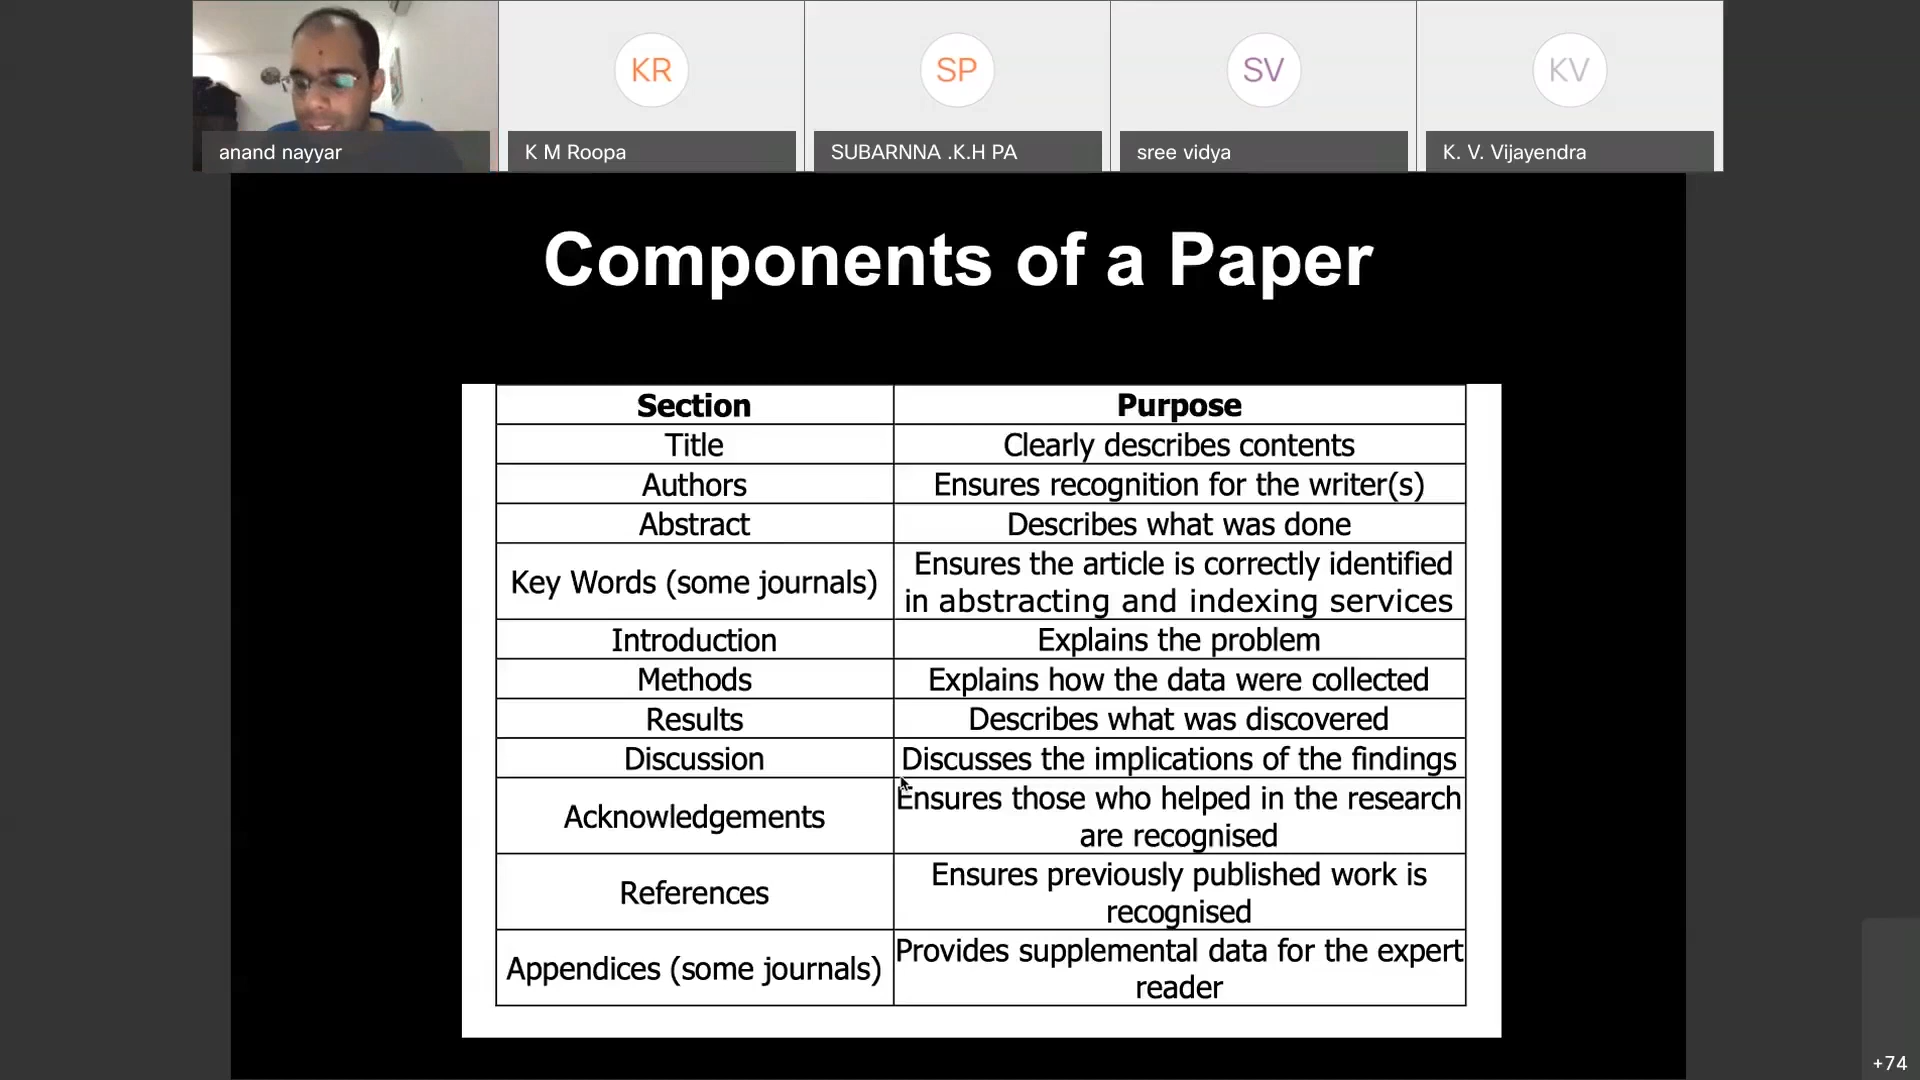 KR
SP
SV
KV
anand nayyar
K M Roopa
SUBARNNA .K.H PA
sree vidya
K. V. Vijayendra
Components of a Paper
Section
Purpose
Title
Clearly describes contents
Authors
Ensures recognition for the writer(s)
Abstract
Describes what was done
Key Words (some journals)
Ensures the article is correctly identified
in abstracting and indexing services
Introduction
Explains the problem
Methods
Explains how the data were collected
Results
Describes what was discovered
Discussion
Discusses the implications of the findings
Acknowledgements
Ensures those who helped in the research
are recognised
References
Ensures previously published work is
recognised
Appendices (some journals)
Provides supplemental data for the expert
reader
+74